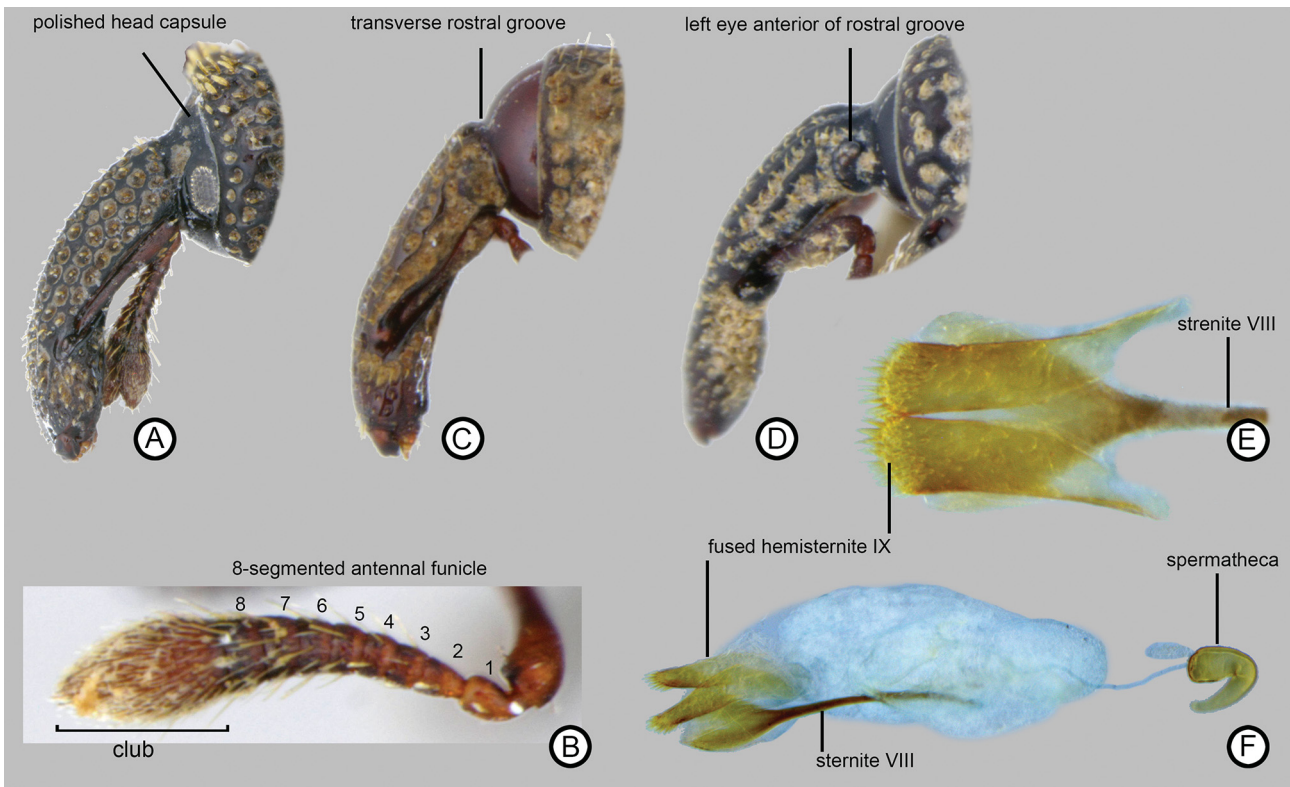 polished head capsule
transverse rostral groove
left eye anterior of rostral groove
A
C
D
strenite VIII
E
fused hemisternite IX
8-segmented antennal funicle
8 7 6 5 4 3 2 1
club
B
spermatheca
sternite VIII
F